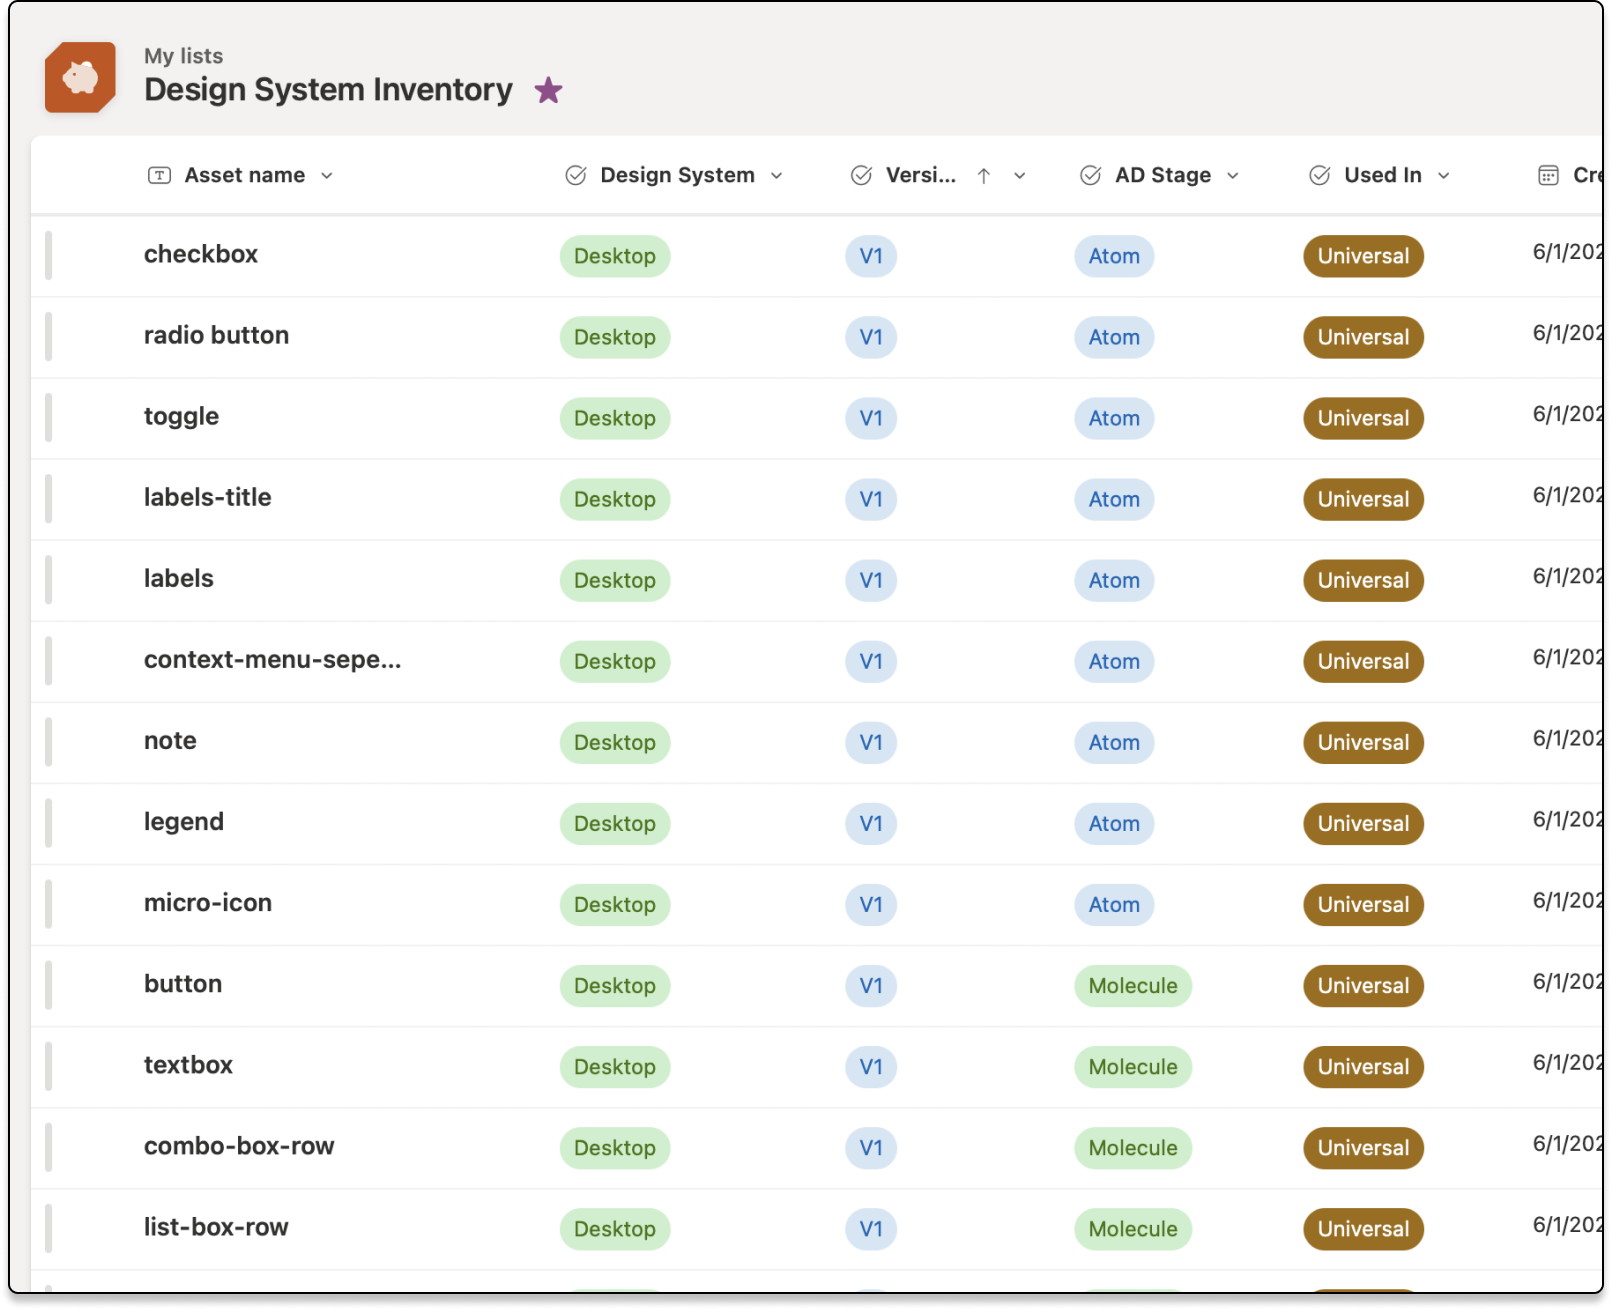 My lists
Design System Inventory
Asset name Design System Versi... AD Stage Used In Cre
checkbox Desktop V1 Atom Universal 6/1/202
radio button Desktop V1 Atom Universal 6/1/202
toggle Desktop V1 Atom Universal 6/1/202
labels-title Desktop V1 Atom Universal 6/1/202
labels Desktop V1 Atom Universal 6/1/202
context-menu-sepe... Desktop V1 Atom Universal 6/1/202
note Desktop V1 Atom Universal 6/1/202
legend Desktop V1 Atom Universal 6/1/202
micro-icon Desktop V1 Atom Universal 6/1/202
button Desktop V1 Molecule Universal 6/1/202
textbox Desktop V1 Molecule Universal 6/1/202
combo-box-row Desktop V1 Molecule Universal 6/1/202
list-box-row Desktop V1 Molecule Universal 6/1/202